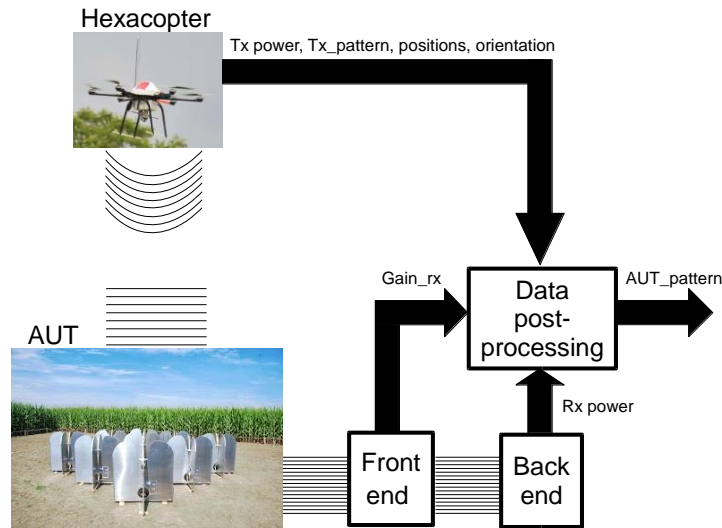 Hexacopter
Tx power, Tx_pattern, positions, orientation
Gain_rx
AUT_pattern
Data
post-
processing
AUT
Rx power
Front
end
Back
end